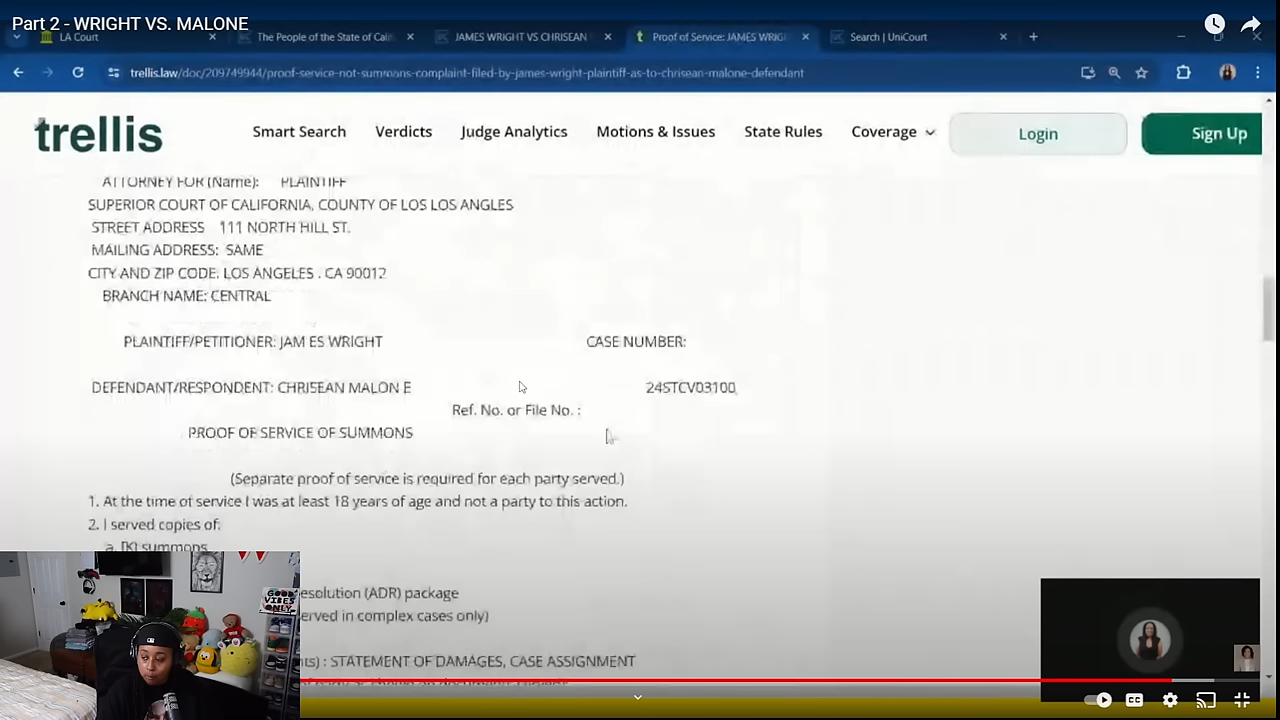 Part 2 - WRIGHT VS. MALONE
LA Court
The People of the State of Cali
JAMES WRIGHT VS CHRISEAN
Proof of Service: JAMES WRIG
Search | UniCourt
trellis.law/doc/209749944/proof-service-not-summons-complaint-filed-by-james-wright-plaintiff-as-to-chrisean-malone-defendant
trellis
Smart Search
Verdicts
Judge Analytics
Motions & Issues
State Rules
Coverage
Login
Sign Up
ATTORNEY FOR (Name): PLAINTIFF
SUPERIOR COURT OF CALIFORNIA, COUNTY OF LOS LOS ANGLES
STREET ADDRESS 111 NORTH HILL ST.
MAILING ADDRESS: SAME
CITY AND ZIP CODE. LOS ANGELES . CA 90012
BRANCH NAME: CENTRAL
PLAINTIFF/PETITIONER: JAM ES WRIGHT CASE NUMBER:
DEFENDANT/RESPONDENT: CHRISEAN MALON E 24STCV03100
Ref. No. or File No. :
PROOF OF SERVICE OF SUMMONS
(Separate proof of service is required for each party served.)
1. At the time of service I was at least 18 years of age and not a party to this action.
2. I served copies of:
a. [K] summons
esolution (ADR) package
erved in complex cases only)
nts) : STATEMENT OF DAMAGES, CASE ASSIGNMENT
GOOD
VIBES
ONLY